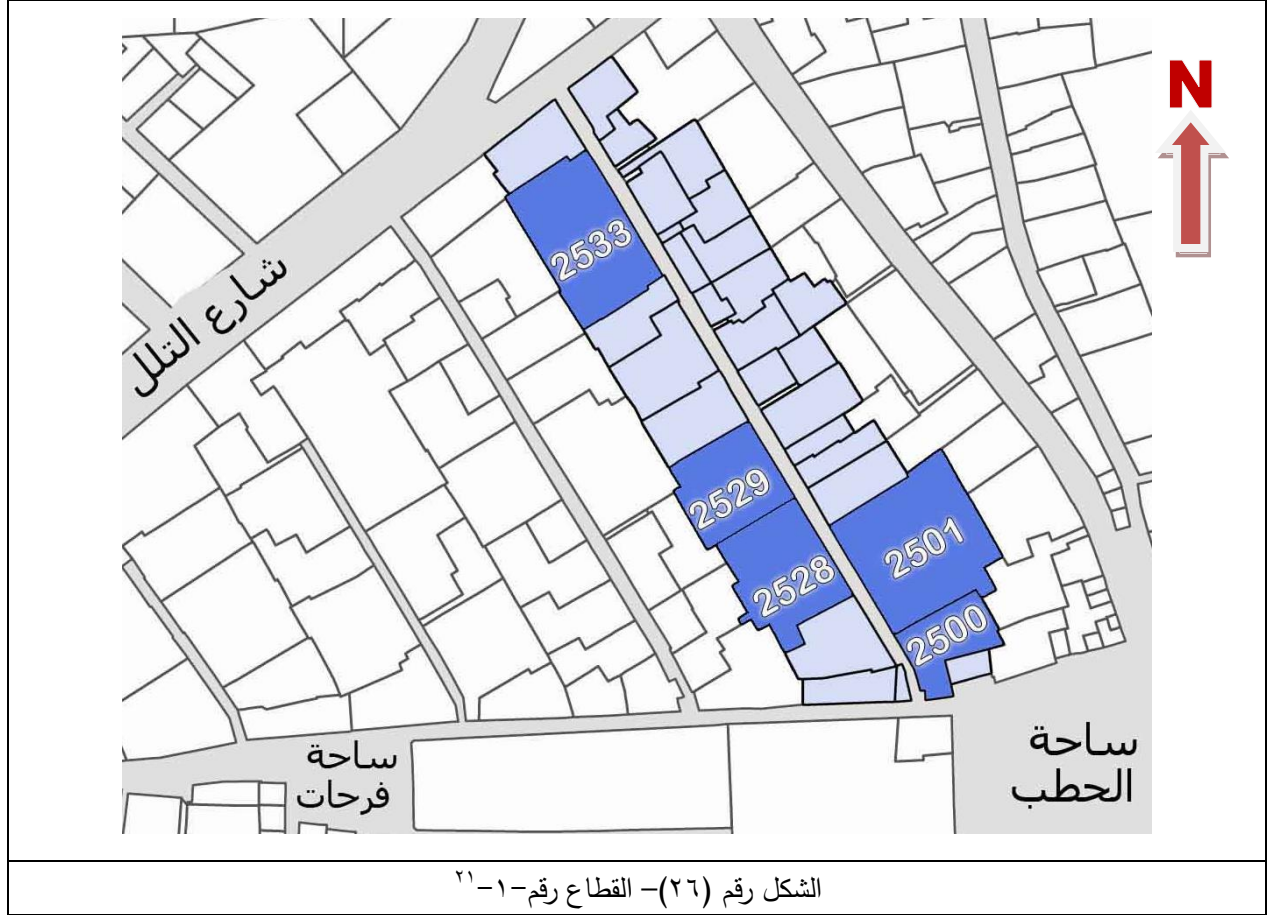 N
2533
شارع التلل
2529
2501
2528
2500
ساحة
الحطب
ساحة
فرحات
الشكل رقم (٢٦)– القطاع رقم-١-٢١